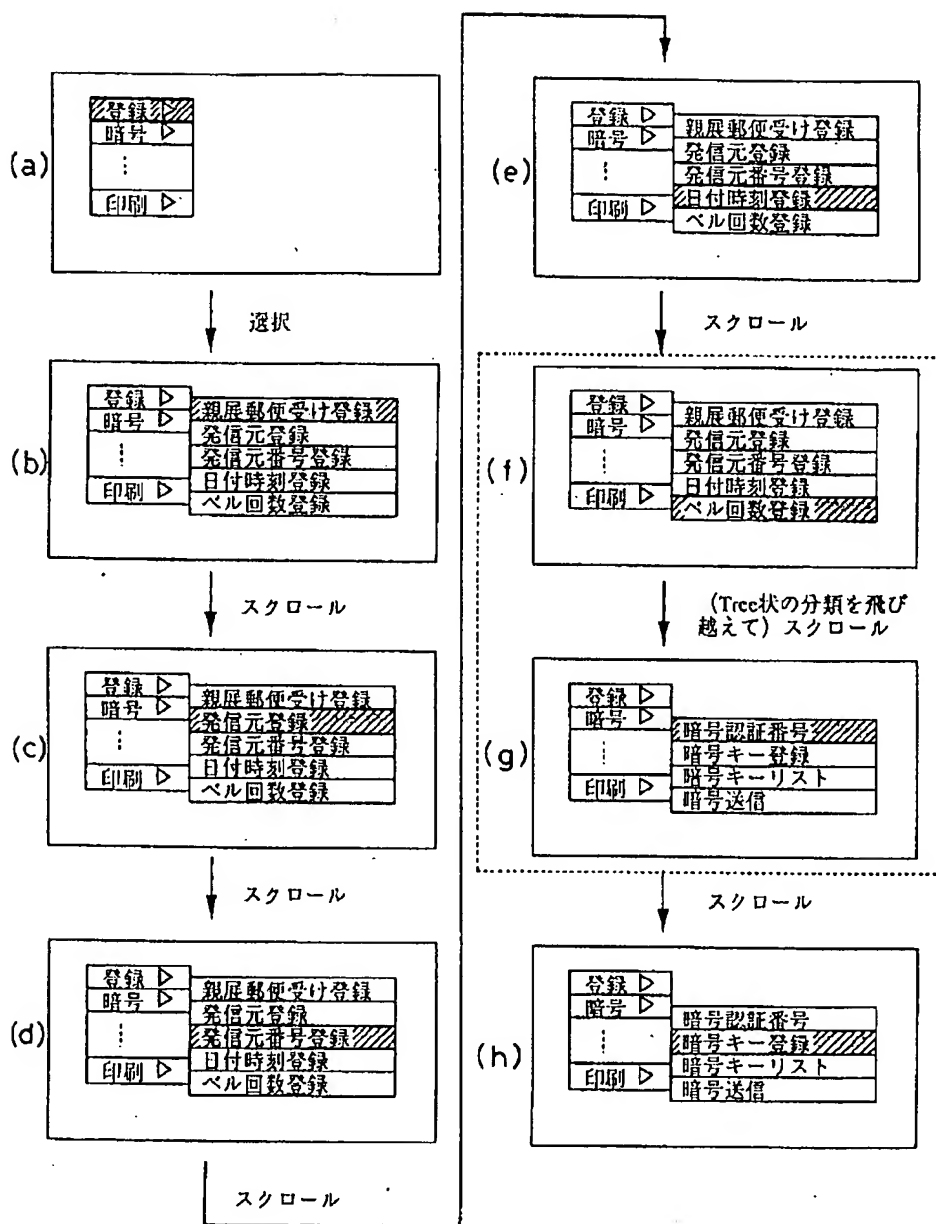 (a)
登録 ▷
暗号 ▷
⋮
印刷 ▷
選択
(b)
登録 ▷
暗号 ▷
⋮
印刷 ▷
親展郵便受け登録
発信元登録
発信元番号登録
日付時刻登録
ベル回数登録
スクロール
(c)
登録 ▷
暗号 ▷
⋮
印刷 ▷
親展郵便受け登録
発信元登録
発信元番号登録
日付時刻登録
ベル回数登録
スクロール
(d)
登録 ▷
暗号 ▷
⋮
印刷 ▷
親展郵便受け登録
発信元登録
発信元番号登録
日付時刻登録
ベル回数登録
スクロール
(e)
登録 ▷
暗号 ▷
⋮
印刷 ▷
親展郵便受け登録
発信元登録
発信元番号登録
日付時刻登録
ベル回数登録
スクロール
(f)
登録 ▷
暗号 ▷
⋮
印刷 ▷
親展郵便受け登録
発信元登録
発信元番号登録
日付時刻登録
ベル回数登録
(Tree状の分類を飛び
越えて) スクロール
(g)
登録 ▷
暗号 ▷
⋮
印刷 ▷
暗号認証番号
暗号キー登録
暗号キーリスト
暗号送信
スクロール
(h)
登録 ▷
暗号 ▷
⋮
印刷 ▷
暗号認証番号
暗号キー登録
暗号キーリスト
暗号送信